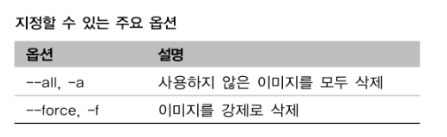 지정할 수 있는 주요 옵션
옵션 설명
--all, -a 사용하지 않은 이미지를 모두 삭제
--force, -f 이미지를 강제로 삭제